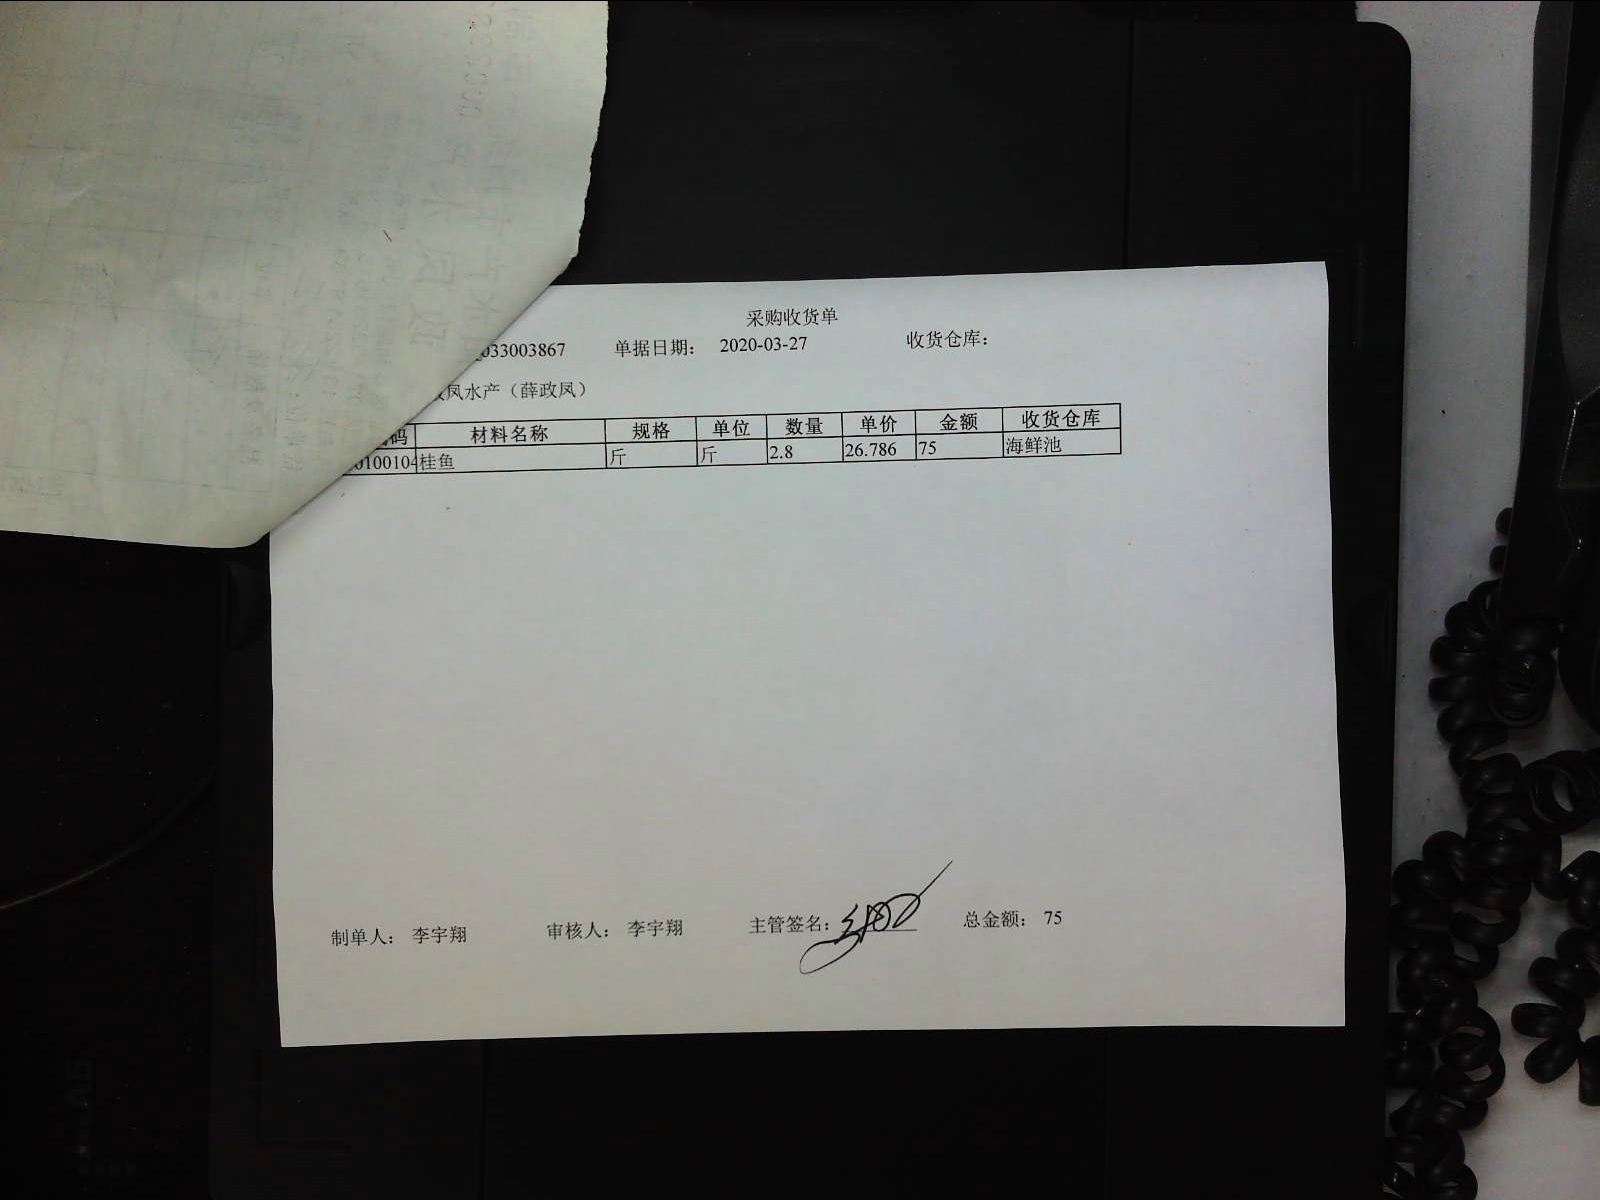 采购收货单
033003867 单据日期： 2020-03-27 收货仓库：
凤水产（薛政凤）
码 材料名称 规格 单位 数量 单价 金额 收货仓库
0100104 桂鱼 斤 斤 2.8 26.786 75 海鲜池
制单人： 李宇翔 审核人： 李宇翔 主管签名： 总金额： 75